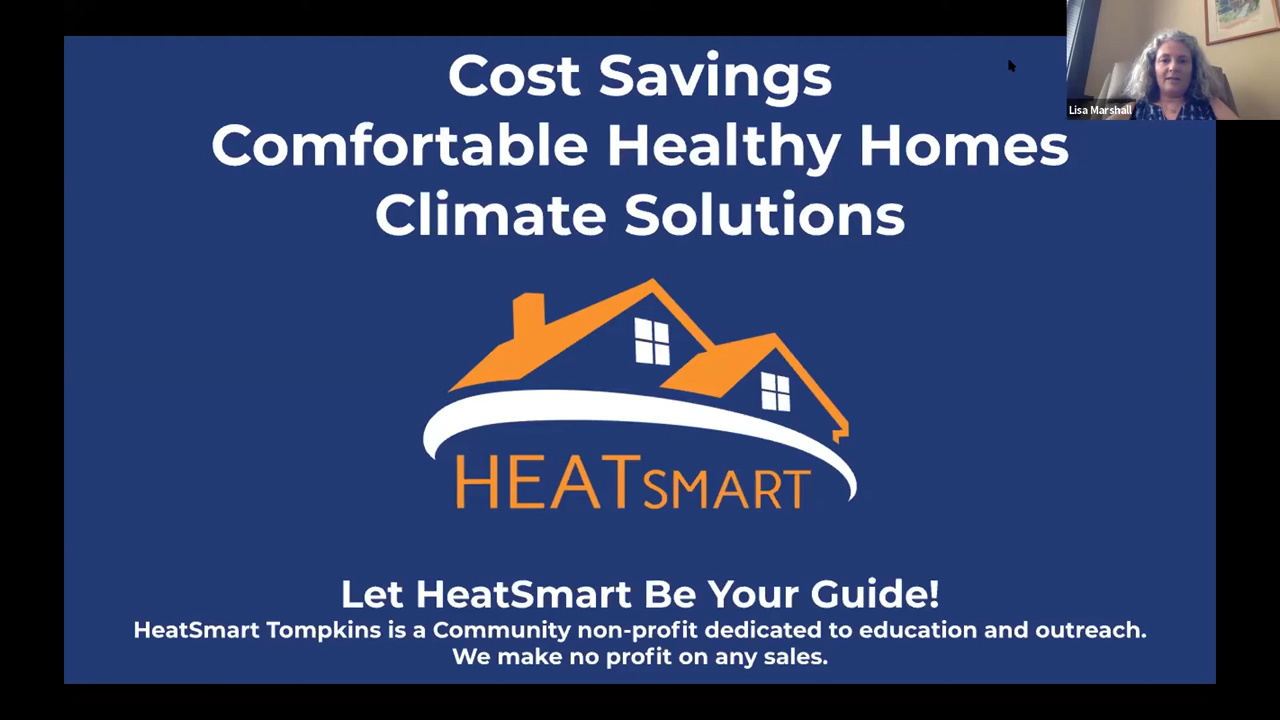 Cost Savings
Comfortable Healthy Homes
Climate Solutions
Lisa Marshall
HEATSMART
Let HeatSmart Be Your Guide!
HeatSmart Tompkins is a Community non-profit dedicated to education and outreach.
We make no profit on any sales.